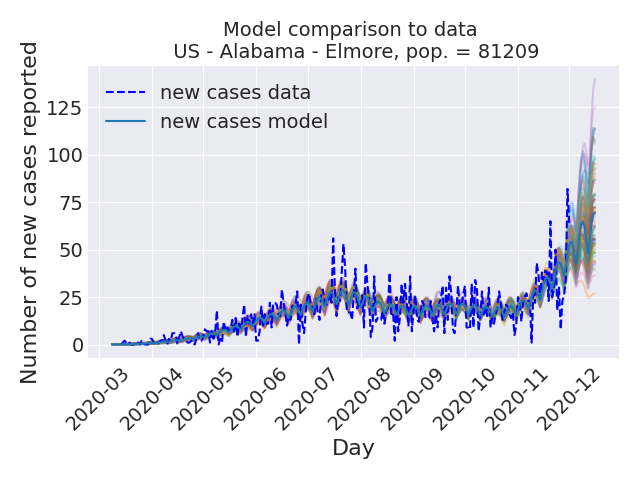 Model comparison to data
US - Alabama - Elmore, pop. = 81209
Number of new cases reported
new cases data
new cases model
125
100
75
50
25
0
2020-03
2020-04
2020-05
2020-06
2020-07
2020-08
2020-09
2020-10
2020-11
2020-12
Day